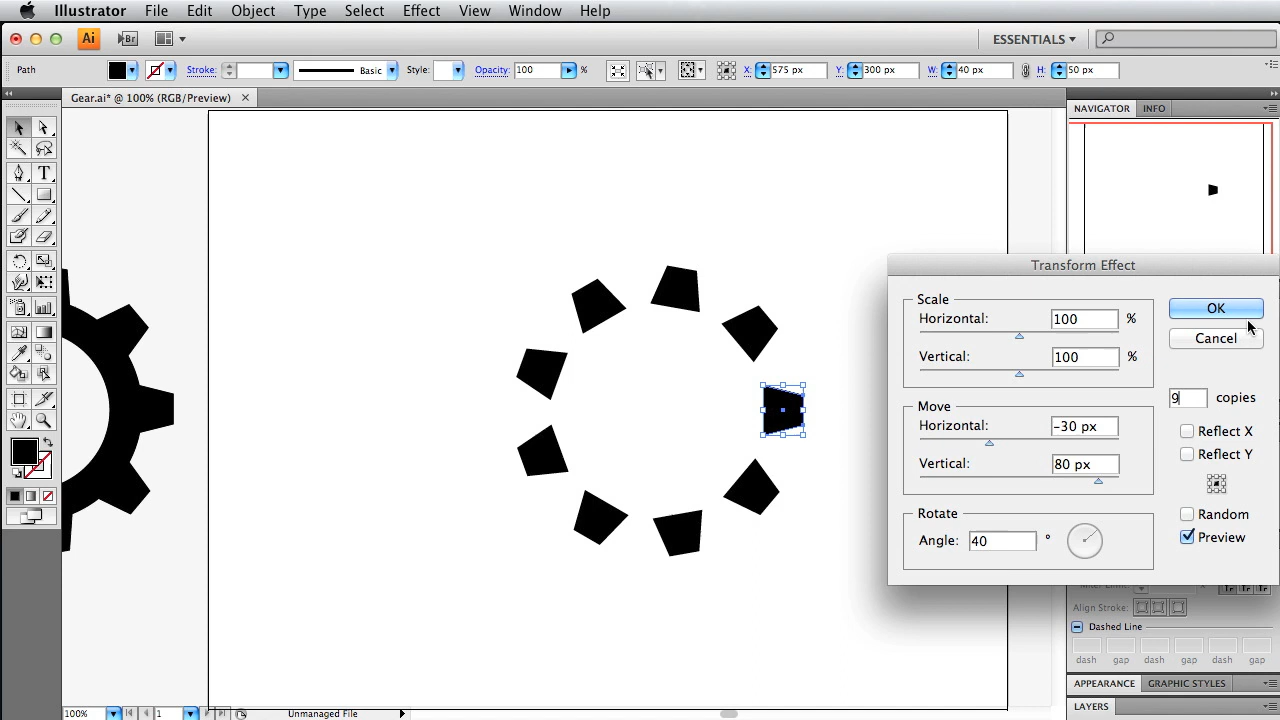 Illustrator File Edit Object Type Select Effect View Window Help
Ai Br ESSENTIALS
Path Stroke: Basic Style: Opacity: 100 % X: 575 px Y: 300 px W: 40 px H: 50 px
Gear.ai* @ 100% (RGB/Preview)
NAVIGATOR INFO
Transform Effect
Scale
Horizontal: 100 %
OK
Vertical: 100 %
Cancel
9 copies
Move
Horizontal: -30 px
Reflect X
Reflect Y
Vertical: 80 px
Rotate
Random
Angle: 40 °
Preview
Align Stroke:
Dashed Line
dash gap dash gap dash gap
APPEARANCE GRAPHIC STYLES
LAYERS
100% 1 Unmanaged File